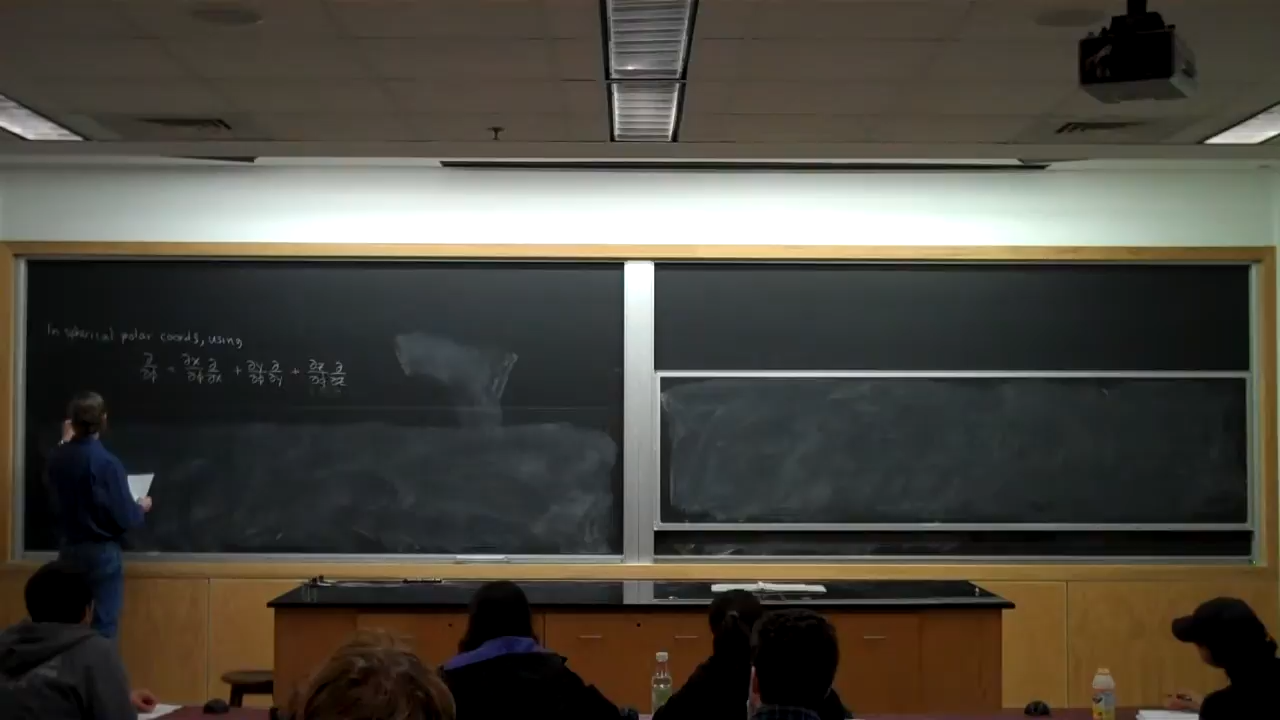 In spherical polar coords, using
∂/∂ϕ = ∂x/∂ϕ ∂/∂x + ∂y/∂ϕ ∂/∂y + ∂z/∂ϕ ∂/∂z